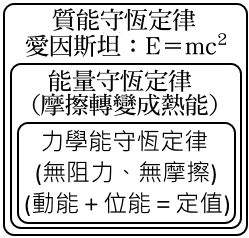 質能守恆定律
愛因斯坦：E＝mc²
能量守恆定律
（摩擦轉變成熱能）
力學能守恆定律
(無阻力、無摩擦)
(動能＋位能＝定值)